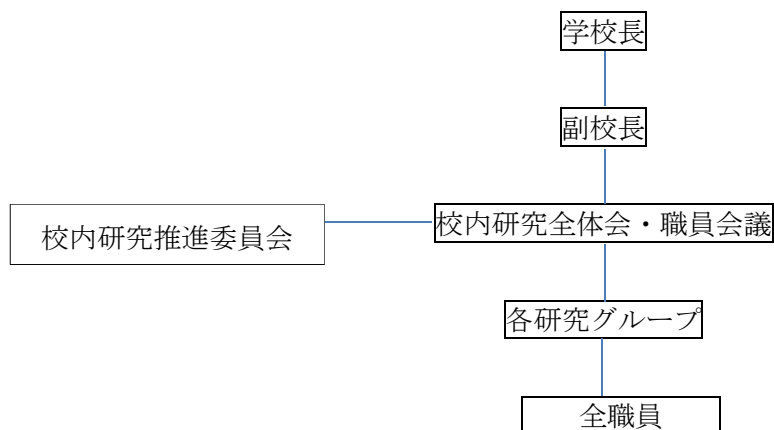 学校長
副校長
校内研究推進委員会
校内研究全体会・職員会議
各研究グループ
全職員